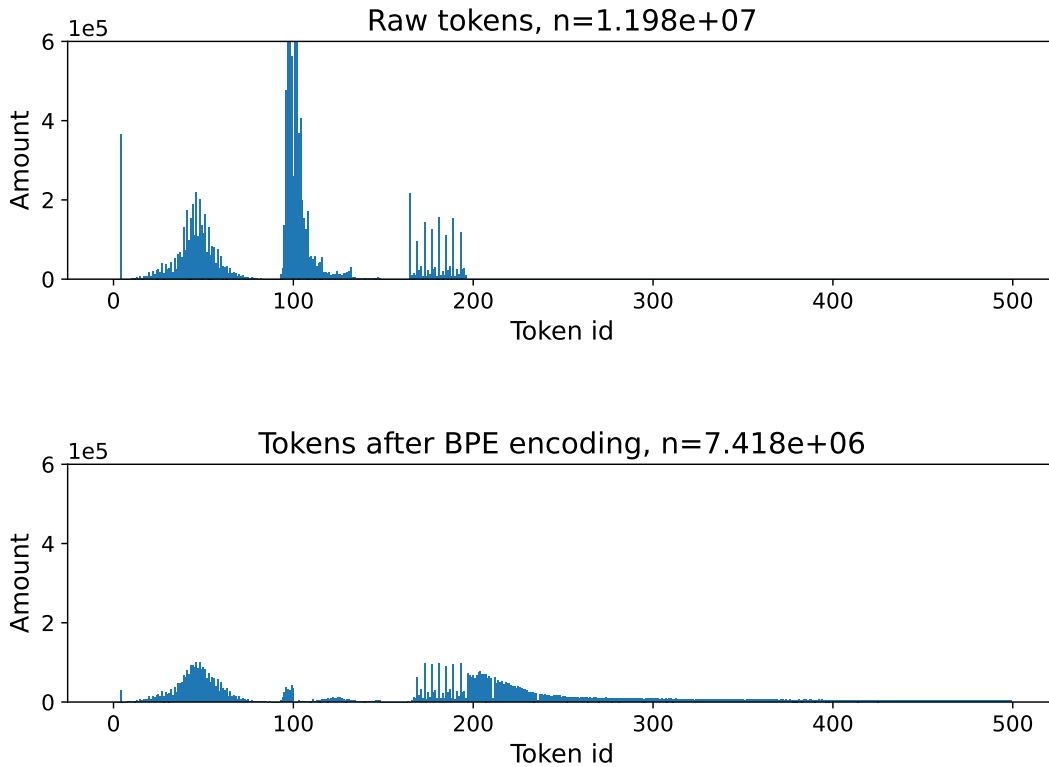 Raw tokens, n=1.198e+07
1e5
6
4
2
0
Amount
0 100 200 300 400 500
Token id
Tokens after BPE encoding, n=7.418e+06
1e5
6
4
2
0
Amount
0 100 200 300 400 500
Token id